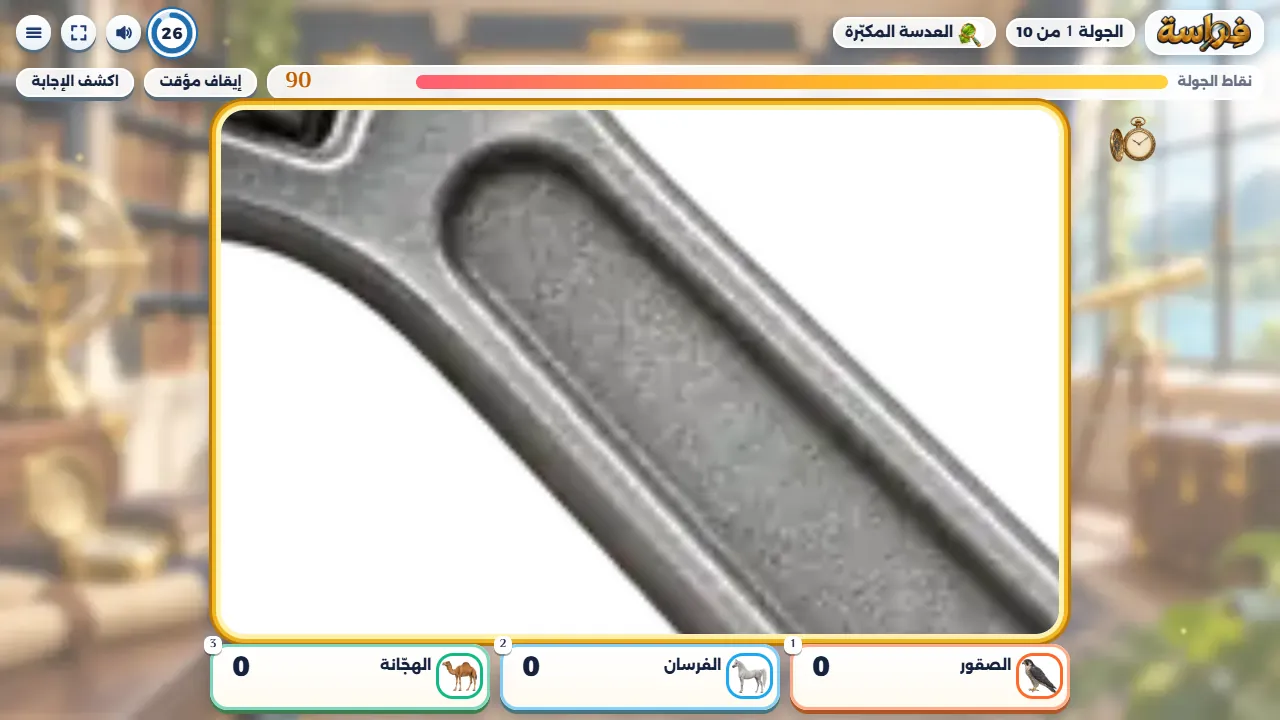 فراسة
الجولة 1 من 10
العدسة المكبّرة
26
نقاط الجولة
90
إيقاف مؤقت
اكشف الإجابة
1
الصقور
0
2
الفرسان
0
3
الهجّانة
0